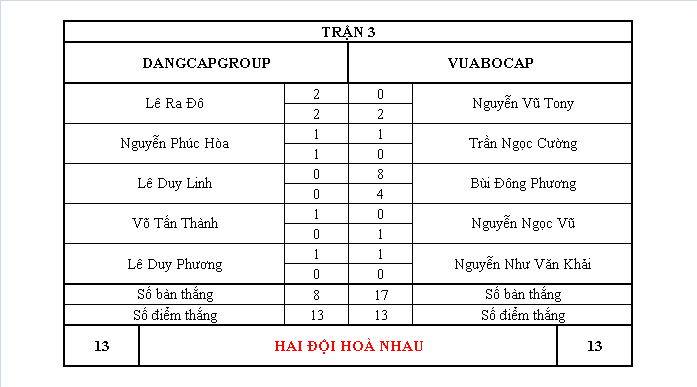 TRẬN 3
DANGCAPGROUP VUABOCAP
Lê Ra Đô 2 0 Nguyễn Vũ Tony
2 2
Nguyễn Phúc Hòa 1 1 Trần Ngọc Cường
1 0
Lê Duy Linh 0 8 Bùi Đông Phương
0 4
Võ Tấn Thành 1 0 Nguyễn Ngọc Vũ
0 1
Lê Duy Phương 1 1 Nguyễn Như Văn Khải
0 0
Số bàn thắng 8 17 Số bàn thắng
Số điểm thắng 13 13 Số điểm thắng
13 HAI ĐỘI HOÀ NHAU 13